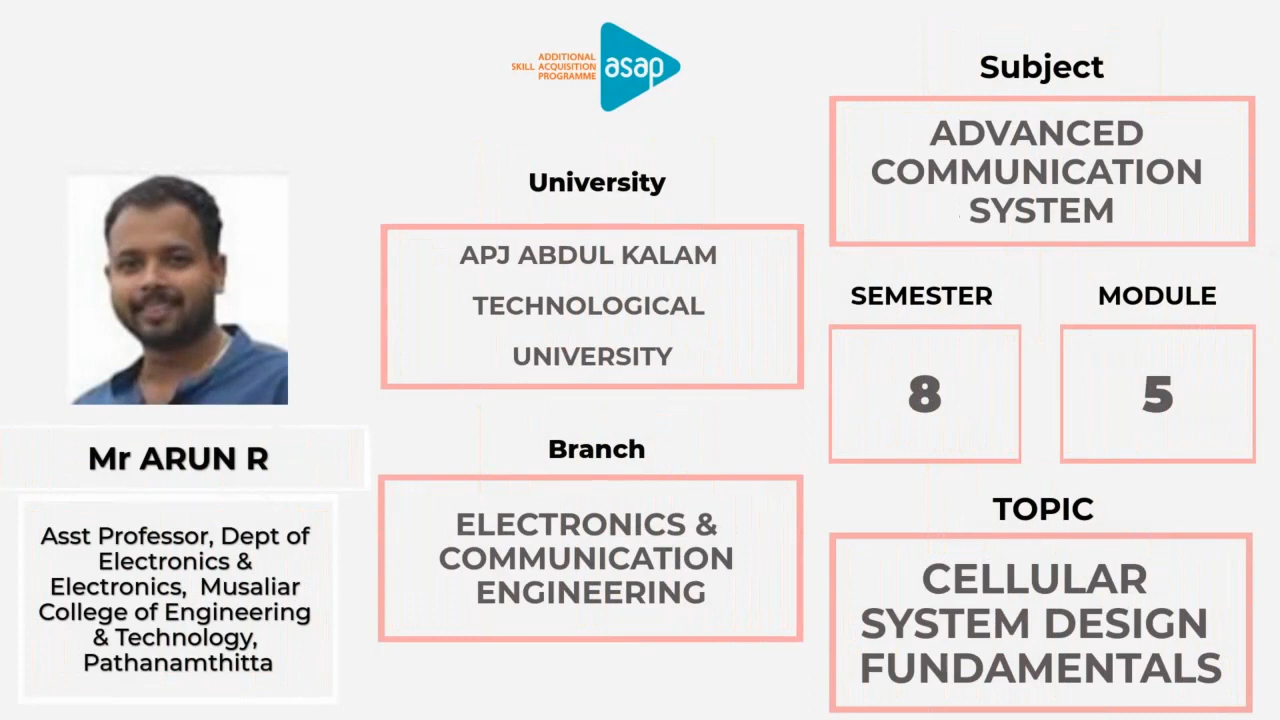 ADDITIONAL
SKILL ACQUISITION
PROGRAMME
asap
Mr ARUN R
Asst Professor, Dept of
Electronics &
Electronics, Musaliar
College of Engineering
& Technology,
Pathanamthitta
University
APJ ABDUL KALAM
TECHNOLOGICAL
UNIVERSITY
Branch
ELECTRONICS &
COMMUNICATION
ENGINEERING
Subject
ADVANCED
COMMUNICATION
SYSTEM
SEMESTER
8
MODULE
5
TOPIC
CELLULAR
SYSTEM DESIGN
FUNDAMENTALS